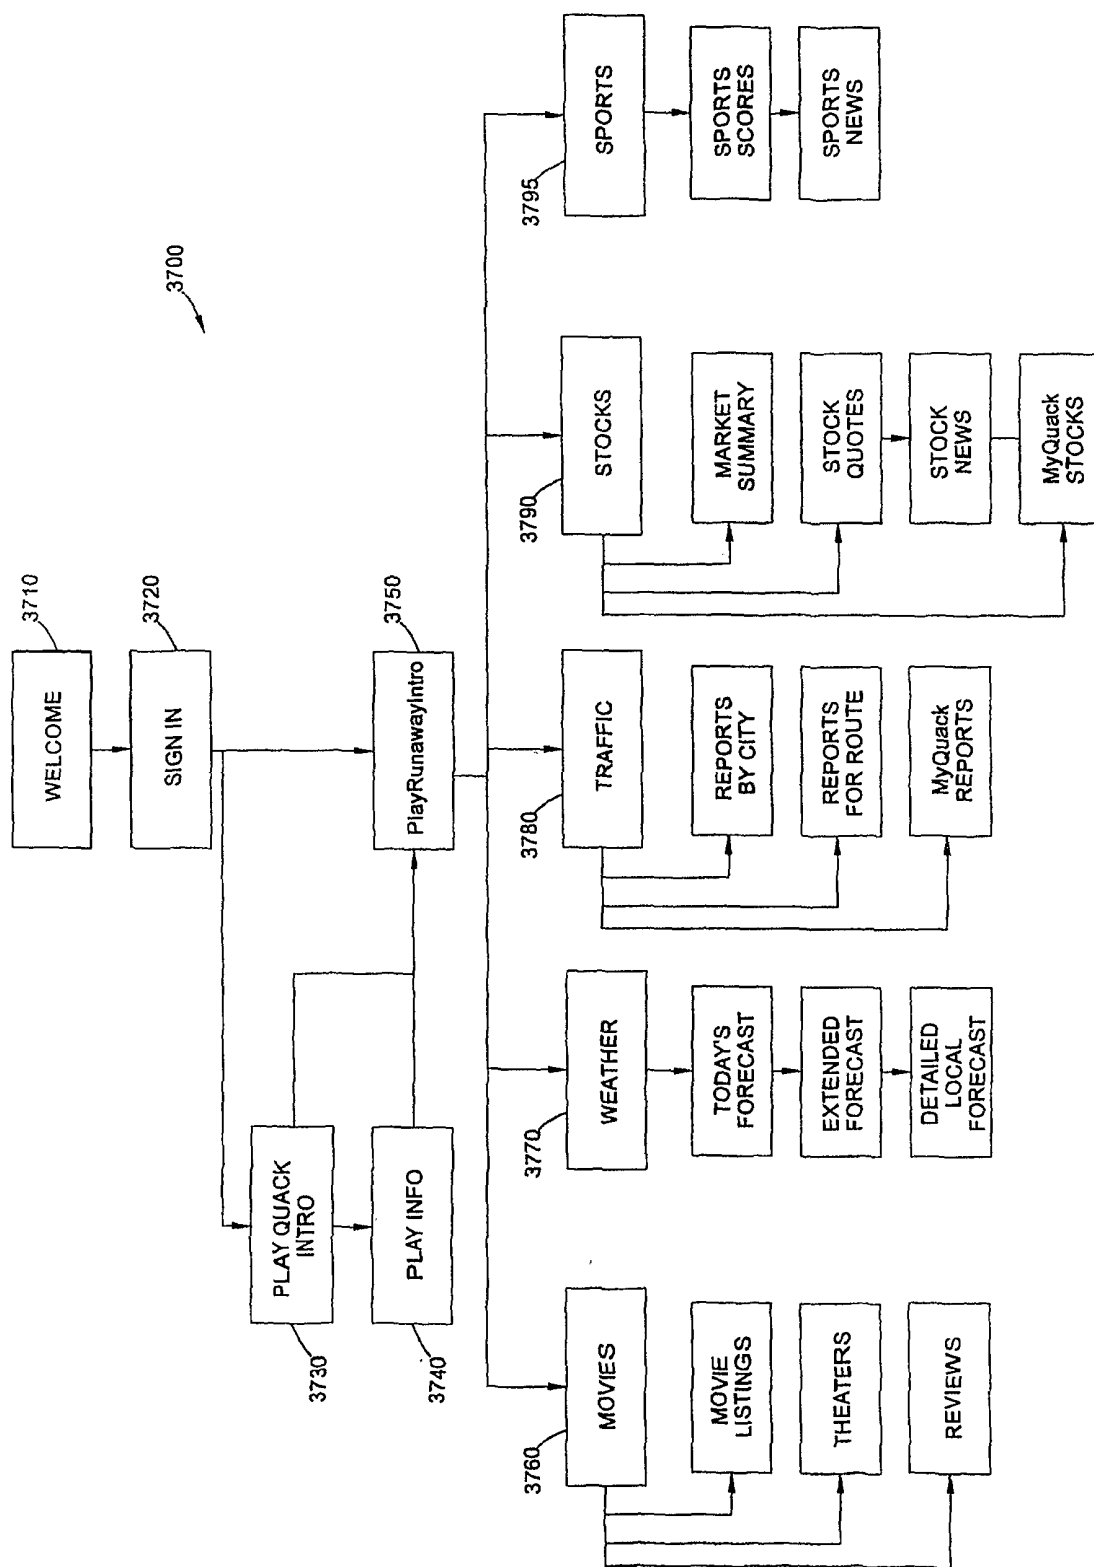 3700
3710
WELCOME
3720
SIGN IN
3730
PLAY QUACK
INTRO
3740
PLAY INFO
3750
PlayRunawayIntro
3760
MOVIES
MOVIE
LISTINGS
THEATERS
REVIEWS
3770
WEATHER
TODAY'S
FORECAST
EXTENDED
FORECAST
DETAILED
LOCAL
FORECAST
3780
TRAFFIC
REPORTS
BY CITY
REPORTS
FOR ROUTE
MyQuack
REPORTS
3790
STOCKS
MARKET
SUMMARY
STOCK
QUOTES
STOCK
NEWS
MyQuack
STOCKS
3795
SPORTS
SPORTS
SCORES
SPORTS
NEWS